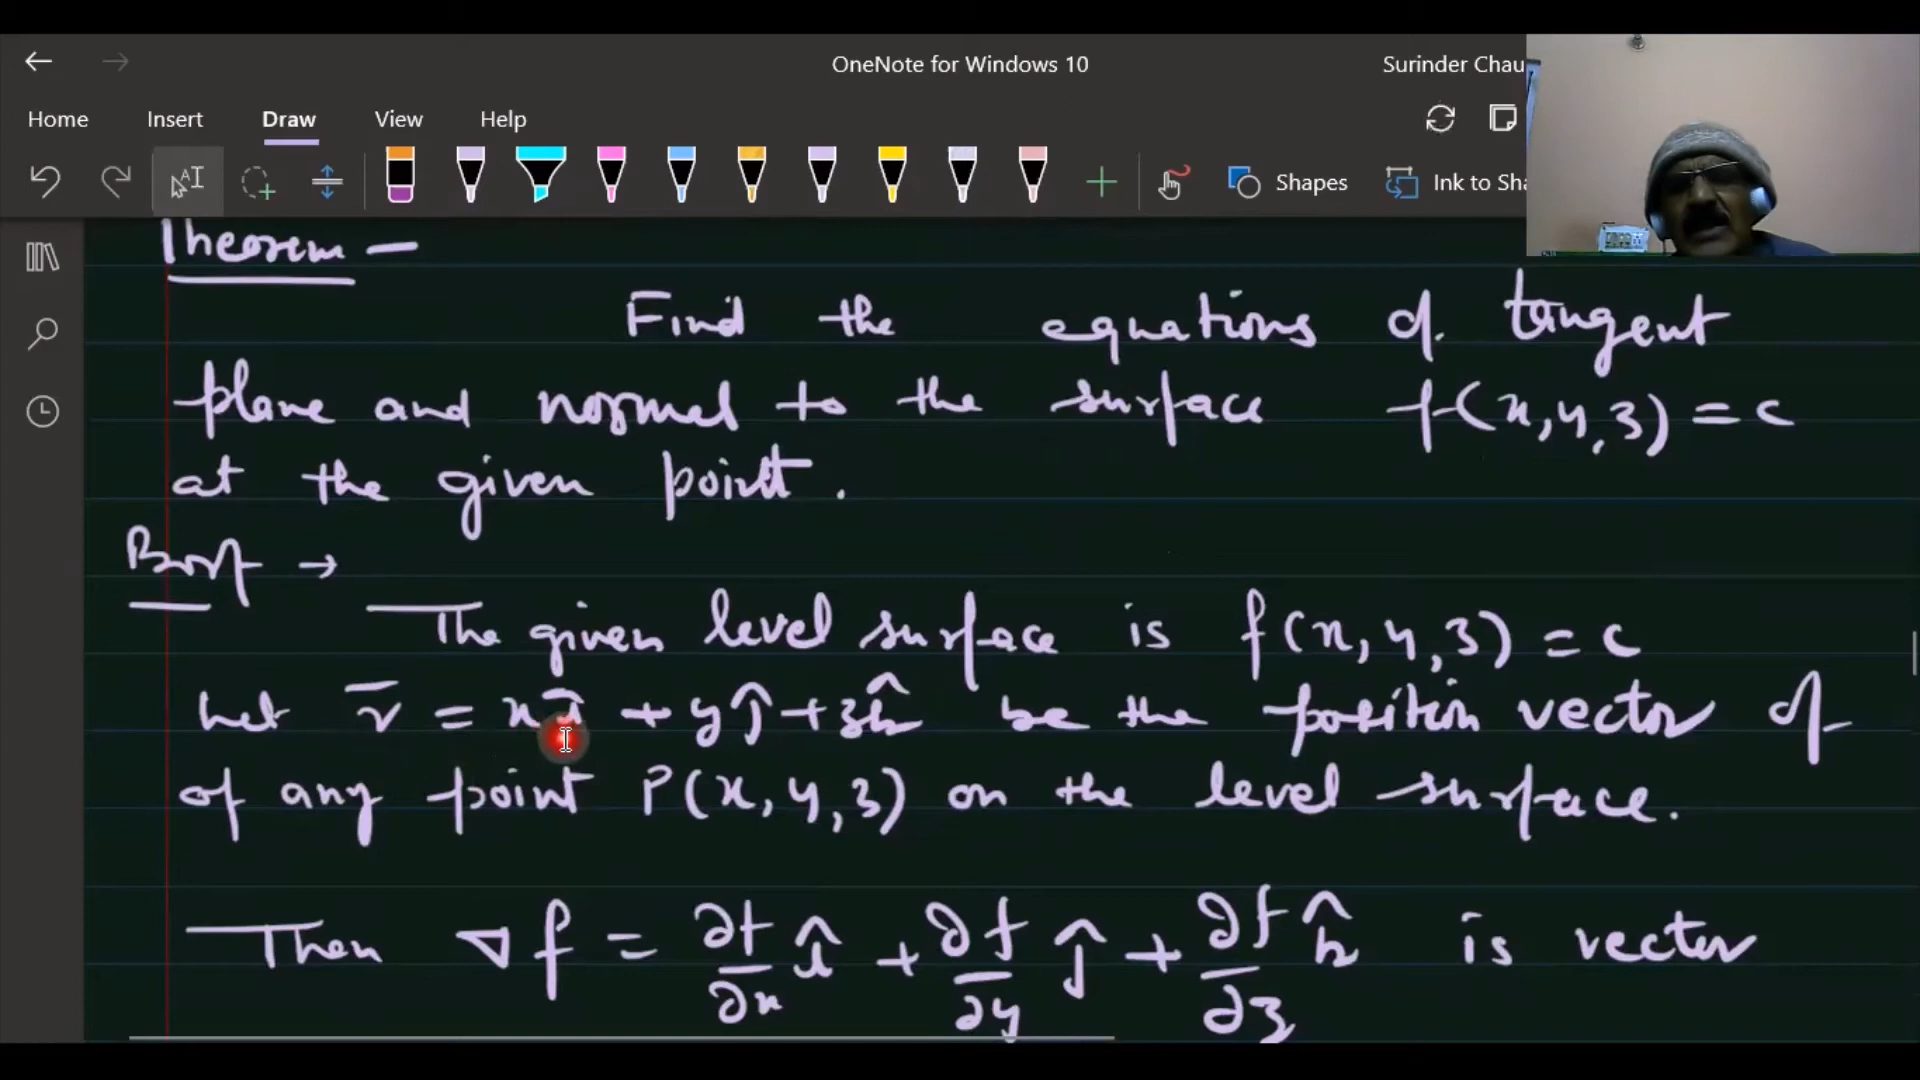 OneNote for Windows 10
Surinder Chau
Home Insert Draw View Help
Shapes Ink to Sha
Theorem —
Find the equations of tangent
plane and normal to the surface f(x,y,z) = c
at the given point.
Proof →
The given level surface is f(x,y,z) = c
Let r̄ = xî + yĵ + zk̂ be the position vector of
of any point P(x,y,z) on the level surface.
Then ∇f = ∂f/∂x î + ∂f/∂y ĵ + ∂f/∂z k̂ is vector